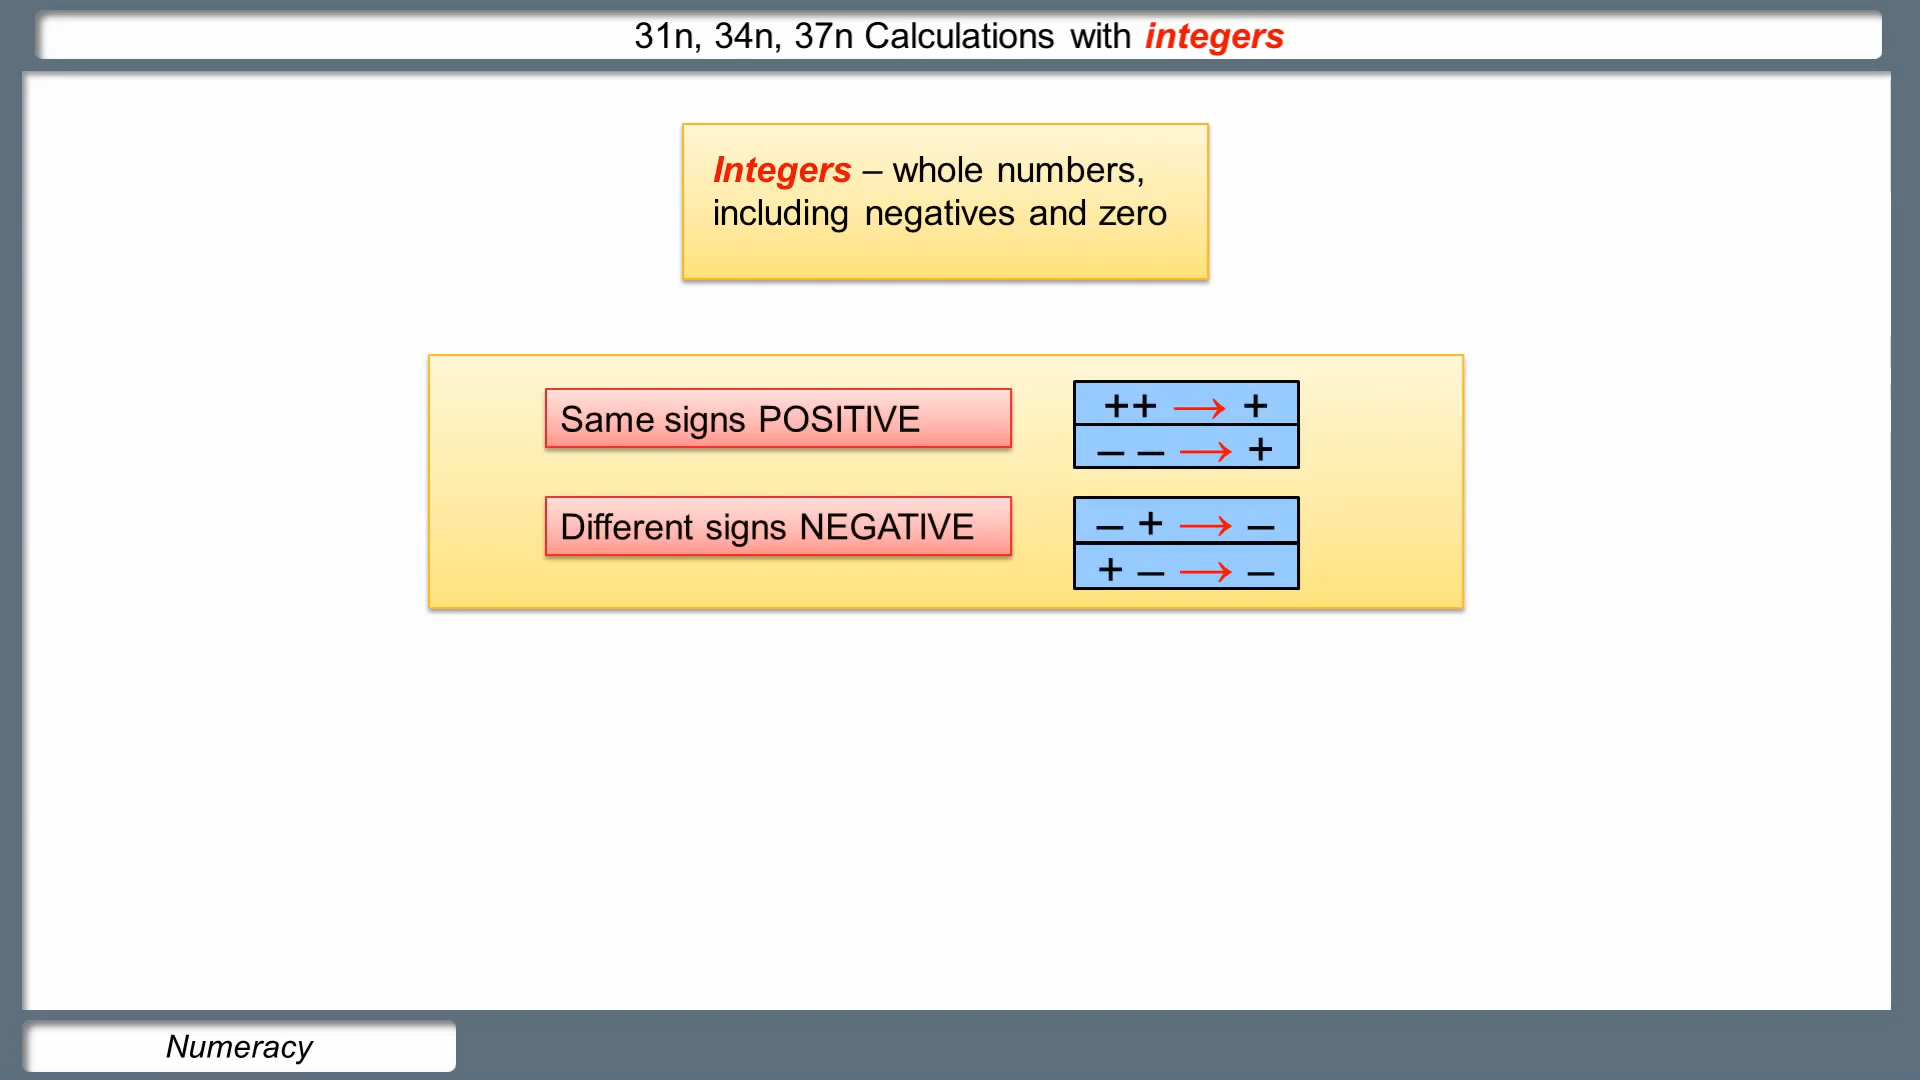 31n, 34n, 37n Calculations with integers
Integers – whole numbers,
including negatives and zero
Same signs POSITIVE
++ → +
– – → +
Different signs NEGATIVE
– + → –
+ – → –
Numeracy